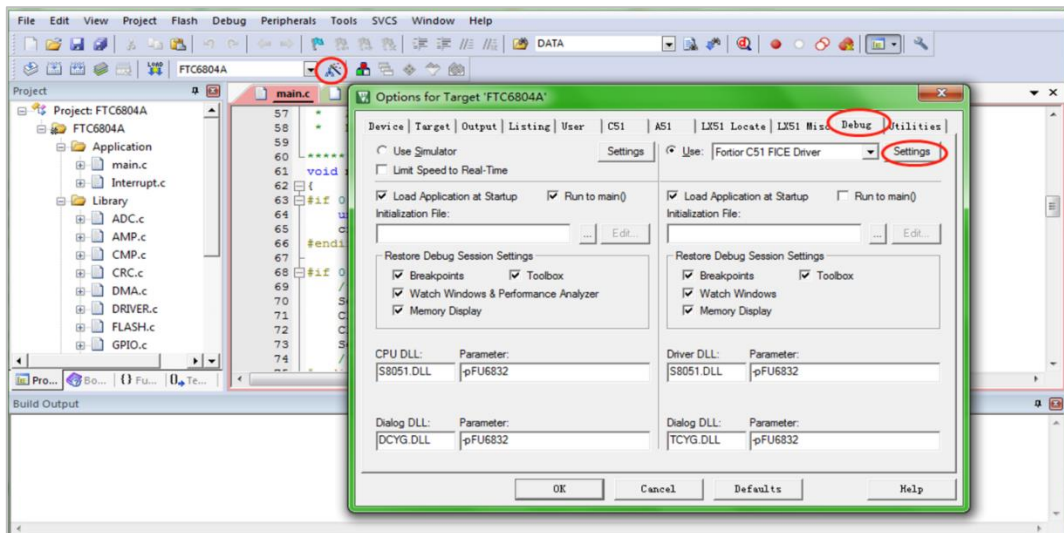 File Edit View Project Flash Debug Peripherals Tools SVCS Window Help
DATA
LOAD FTC6804A
Project
main.c
Project: FTC6804A
FTC6804A
Application
main.c
Interrupt.c
Library
ADC.c
AMP.c
CMP.c
CRC.c
DMA.c
DRIVER.c
FLASH.c
GPIO.c
Pro... Bo... {} Fu... Te...
57 *
58 *
59
60 *****
61 void
62 {
63 #if 0
64
65
66 #endi
67
68 #if 0
69 /
70 S
71 C
72 C
73 S
74 /
Options for Target 'FTC6804A'
Device Target Output Listing User C51 A51 LX51 Locate LX51 Misc Debug Utilities
Use Simulator Settings
Limit Speed to Real-Time
Use: Fortior C51 FICE Driver Settings
Load Application at Startup Run to main()
Initialization File:
... Edit...
Restore Debug Session Settings
Breakpoints Toolbox
Watch Windows & Performance Analyzer
Memory Display
Load Application at Startup Run to main()
Initialization File:
... Edit...
Restore Debug Session Settings
Breakpoints Toolbox
Watch Windows
Memory Display
CPU DLL: Parameter:
S8051.DLL -pFU6832
Driver DLL: Parameter:
S8051.DLL -pFU6832
Dialog DLL: Parameter:
DCYG.DLL -pFU6832
Dialog DLL: Parameter:
TCYG.DLL -pFU6832
OK Cancel Defaults Help
Build Output